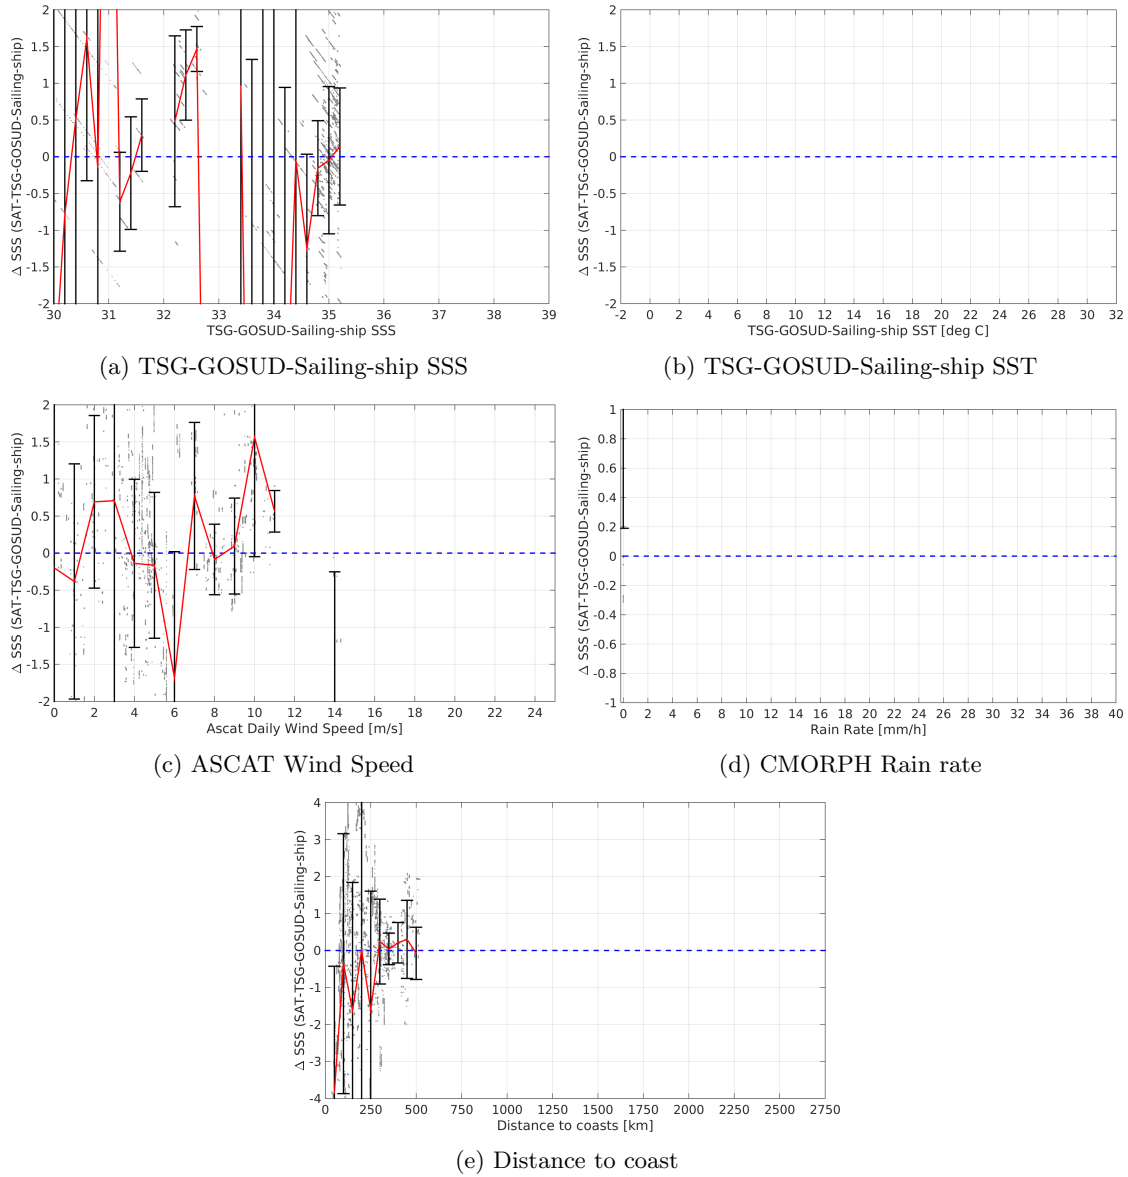 2
1.5
1
0.5
0
-0.5
-1
-1.5
-2
Δ SSS (SAT-TSG-GOSUD-Sailing-ship)
30 31 32 33 34 35 36 37 38 39
TSG-GOSUD-Sailing-ship SSS
(a) TSG-GOSUD-Sailing-ship SSS
2
1.5
1
0.5
0
-0.5
-1
-1.5
-2
Δ SSS (SAT-TSG-GOSUD-Sailing-ship)
-2 0 2 4 6 8 10 12 14 16 18 20 22 24 26 28 30 32
TSG-GOSUD-Sailing-ship SST [deg C]
(b) TSG-GOSUD-Sailing-ship SST
2
1.5
1
0.5
0
-0.5
-1
-1.5
-2
Δ SSS (SAT-TSG-GOSUD-Sailing-ship)
0 2 4 6 8 10 12 14 16 18 20 22 24
Ascat Daily Wind Speed [m/s]
(c) ASCAT Wind Speed
1
0.8
0.6
0.4
0.2
0
-0.2
-0.4
-0.6
-0.8
-1
Δ SSS (SAT-TSG-GOSUD-Sailing-ship)
0 2 4 6 8 10 12 14 16 18 20 22 24 26 28 30 32 34 36 38 40
Rain Rate [mm/h]
(d) CMORPH Rain rate
4
3
2
1
0
-1
-2
-3
-4
Δ SSS (SAT-TSG-GOSUD-Sailing-ship)
0 250 500 750 1000 1250 1500 1750 2000 2250 2500 2750
Distance to coasts [km]
(e) Distance to coast